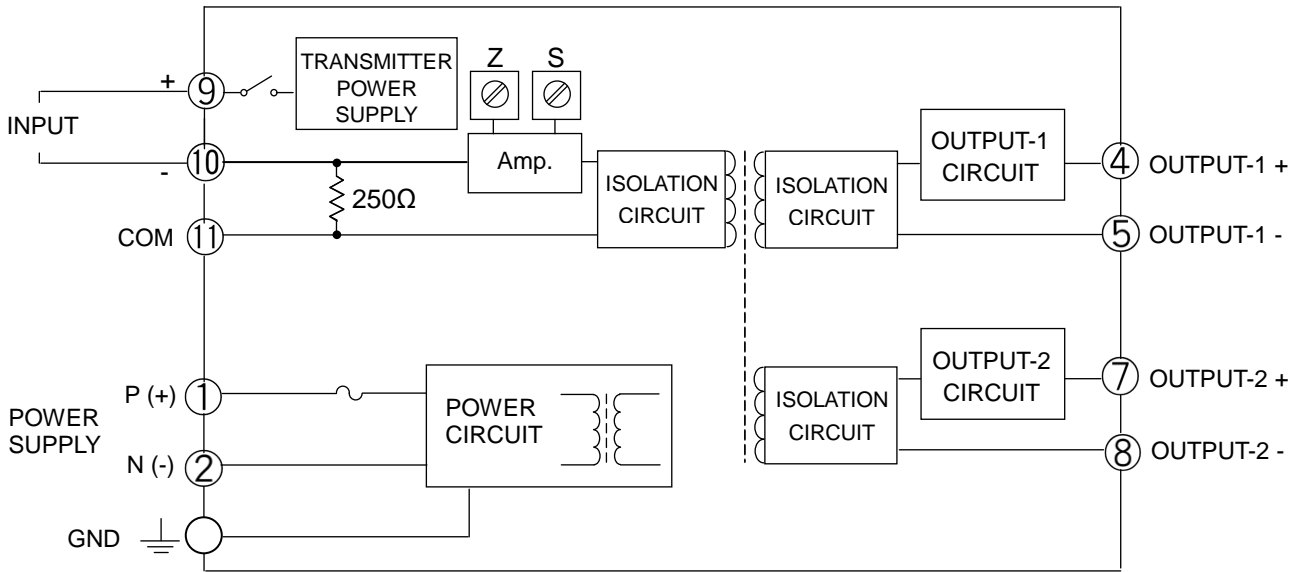 TRANSMITTER
POWER
SUPPLY
Z
S
+
9
INPUT
-
10
Amp.
250Ω
COM
11
ISOLATION
CIRCUIT
ISOLATION
CIRCUIT
OUTPUT-1
CIRCUIT
4
OUTPUT-1 +
5
OUTPUT-1 -
OUTPUT-2
CIRCUIT
7
OUTPUT-2 +
ISOLATION
CIRCUIT
8
OUTPUT-2 -
POWER
SUPPLY
P (+)
1
N (-)
2
POWER
CIRCUIT
GND